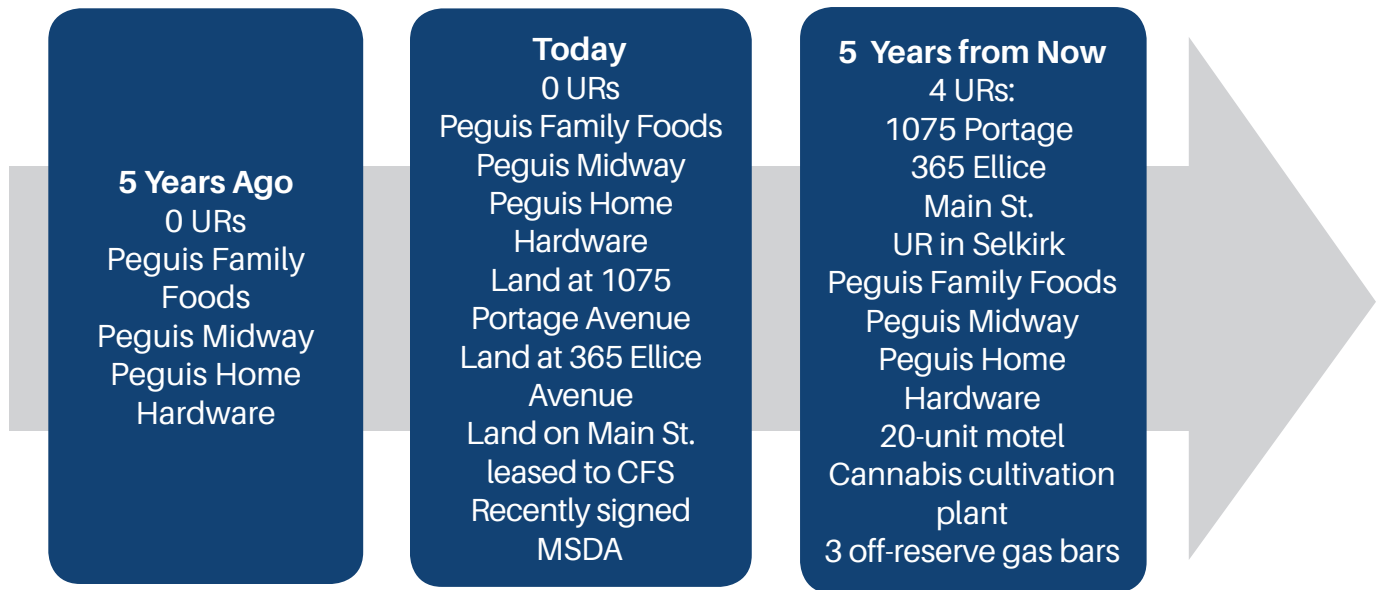 5 Years Ago
0 URs
Peguis Family
Foods
Peguis Midway
Peguis Home
Hardware
Today
0 URs
Peguis Family Foods
Peguis Midway
Peguis Home
Hardware
Land at 1075
Portage Avenue
Land at 365 Ellice
Avenue
Land on Main St.
leased to CFS
Recently signed
MSDA
5 Years from Now
4 URs:
1075 Portage
365 Ellice
Main St.
UR in Selkirk
Peguis Family Foods
Peguis Midway
Peguis Home
Hardware
20-unit motel
Cannabis cultivation
plant
3 off-reserve gas bars